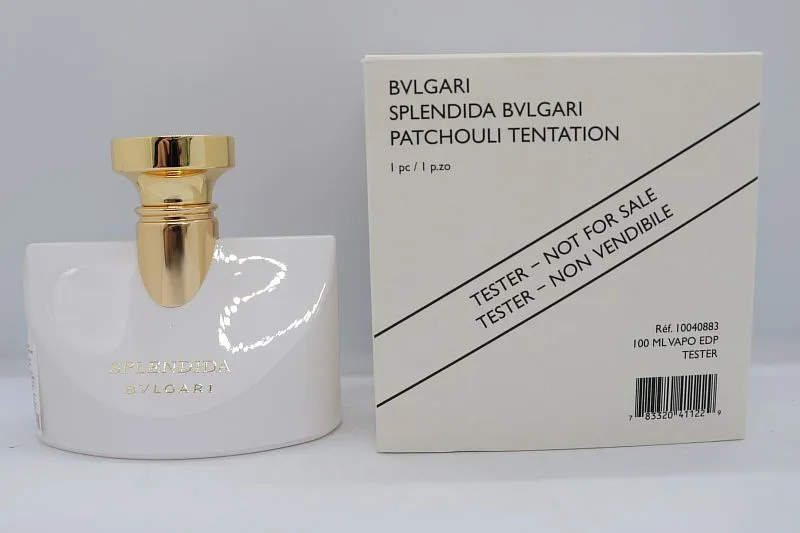 SPLENDIDA
BVLGARI
BVLGARI
SPLENDIDA BVLGARI
PATCHOULI TENTATION
1 pc / 1 p.zo
TESTER – NOT FOR SALE
TESTER – NON VENDIBILE
Réf. 10040883
100 ML VAPO EDP
TESTER
7 83320 41122 9